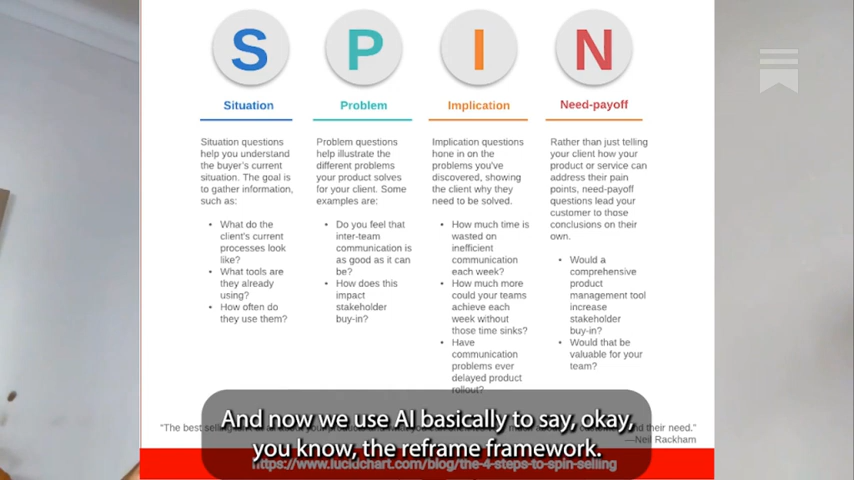 S P I N
Situation
Problem
Implication
Need-payoff
Situation questions
help you understand
the buyer's current
situation. The goal is
to gather information,
such as:
• What do the
client's current
processes look
like?
• What tools are
they already
using?
• How often do
they use them?
Problem questions
help illustrate the
different problems
your product solves
for your client. Some
examples are:
• Do you feel that
inter-team
communication is
as good as it can
be?
• How does this
impact
stakeholder
buy-in?
Implication questions
hone in on the
problems you've
discovered, showing
the client why they
need to be solved.
• How much time is
wasted on
inefficient
communication
each week?
• How much more
could your teams
achieve each
week without
those time sinks?
• Have
communication
problems ever
delayed product
rollout?
Rather than just telling
your client how your
product or service can
address their pain
points, need-payoff
questions lead your
customer to those
conclusions on their
own.
• Would a
comprehensive
product
management tool
increase
stakeholder
buy-in?
• Would that be
valuable for your
team?
"The best selling
nd their need."
—Neil Rackham
And now we use AI basically to say, okay,
you know, the reframe framework.
https://www.lucidchart.com/blog/the-4-steps-to-spin-selling